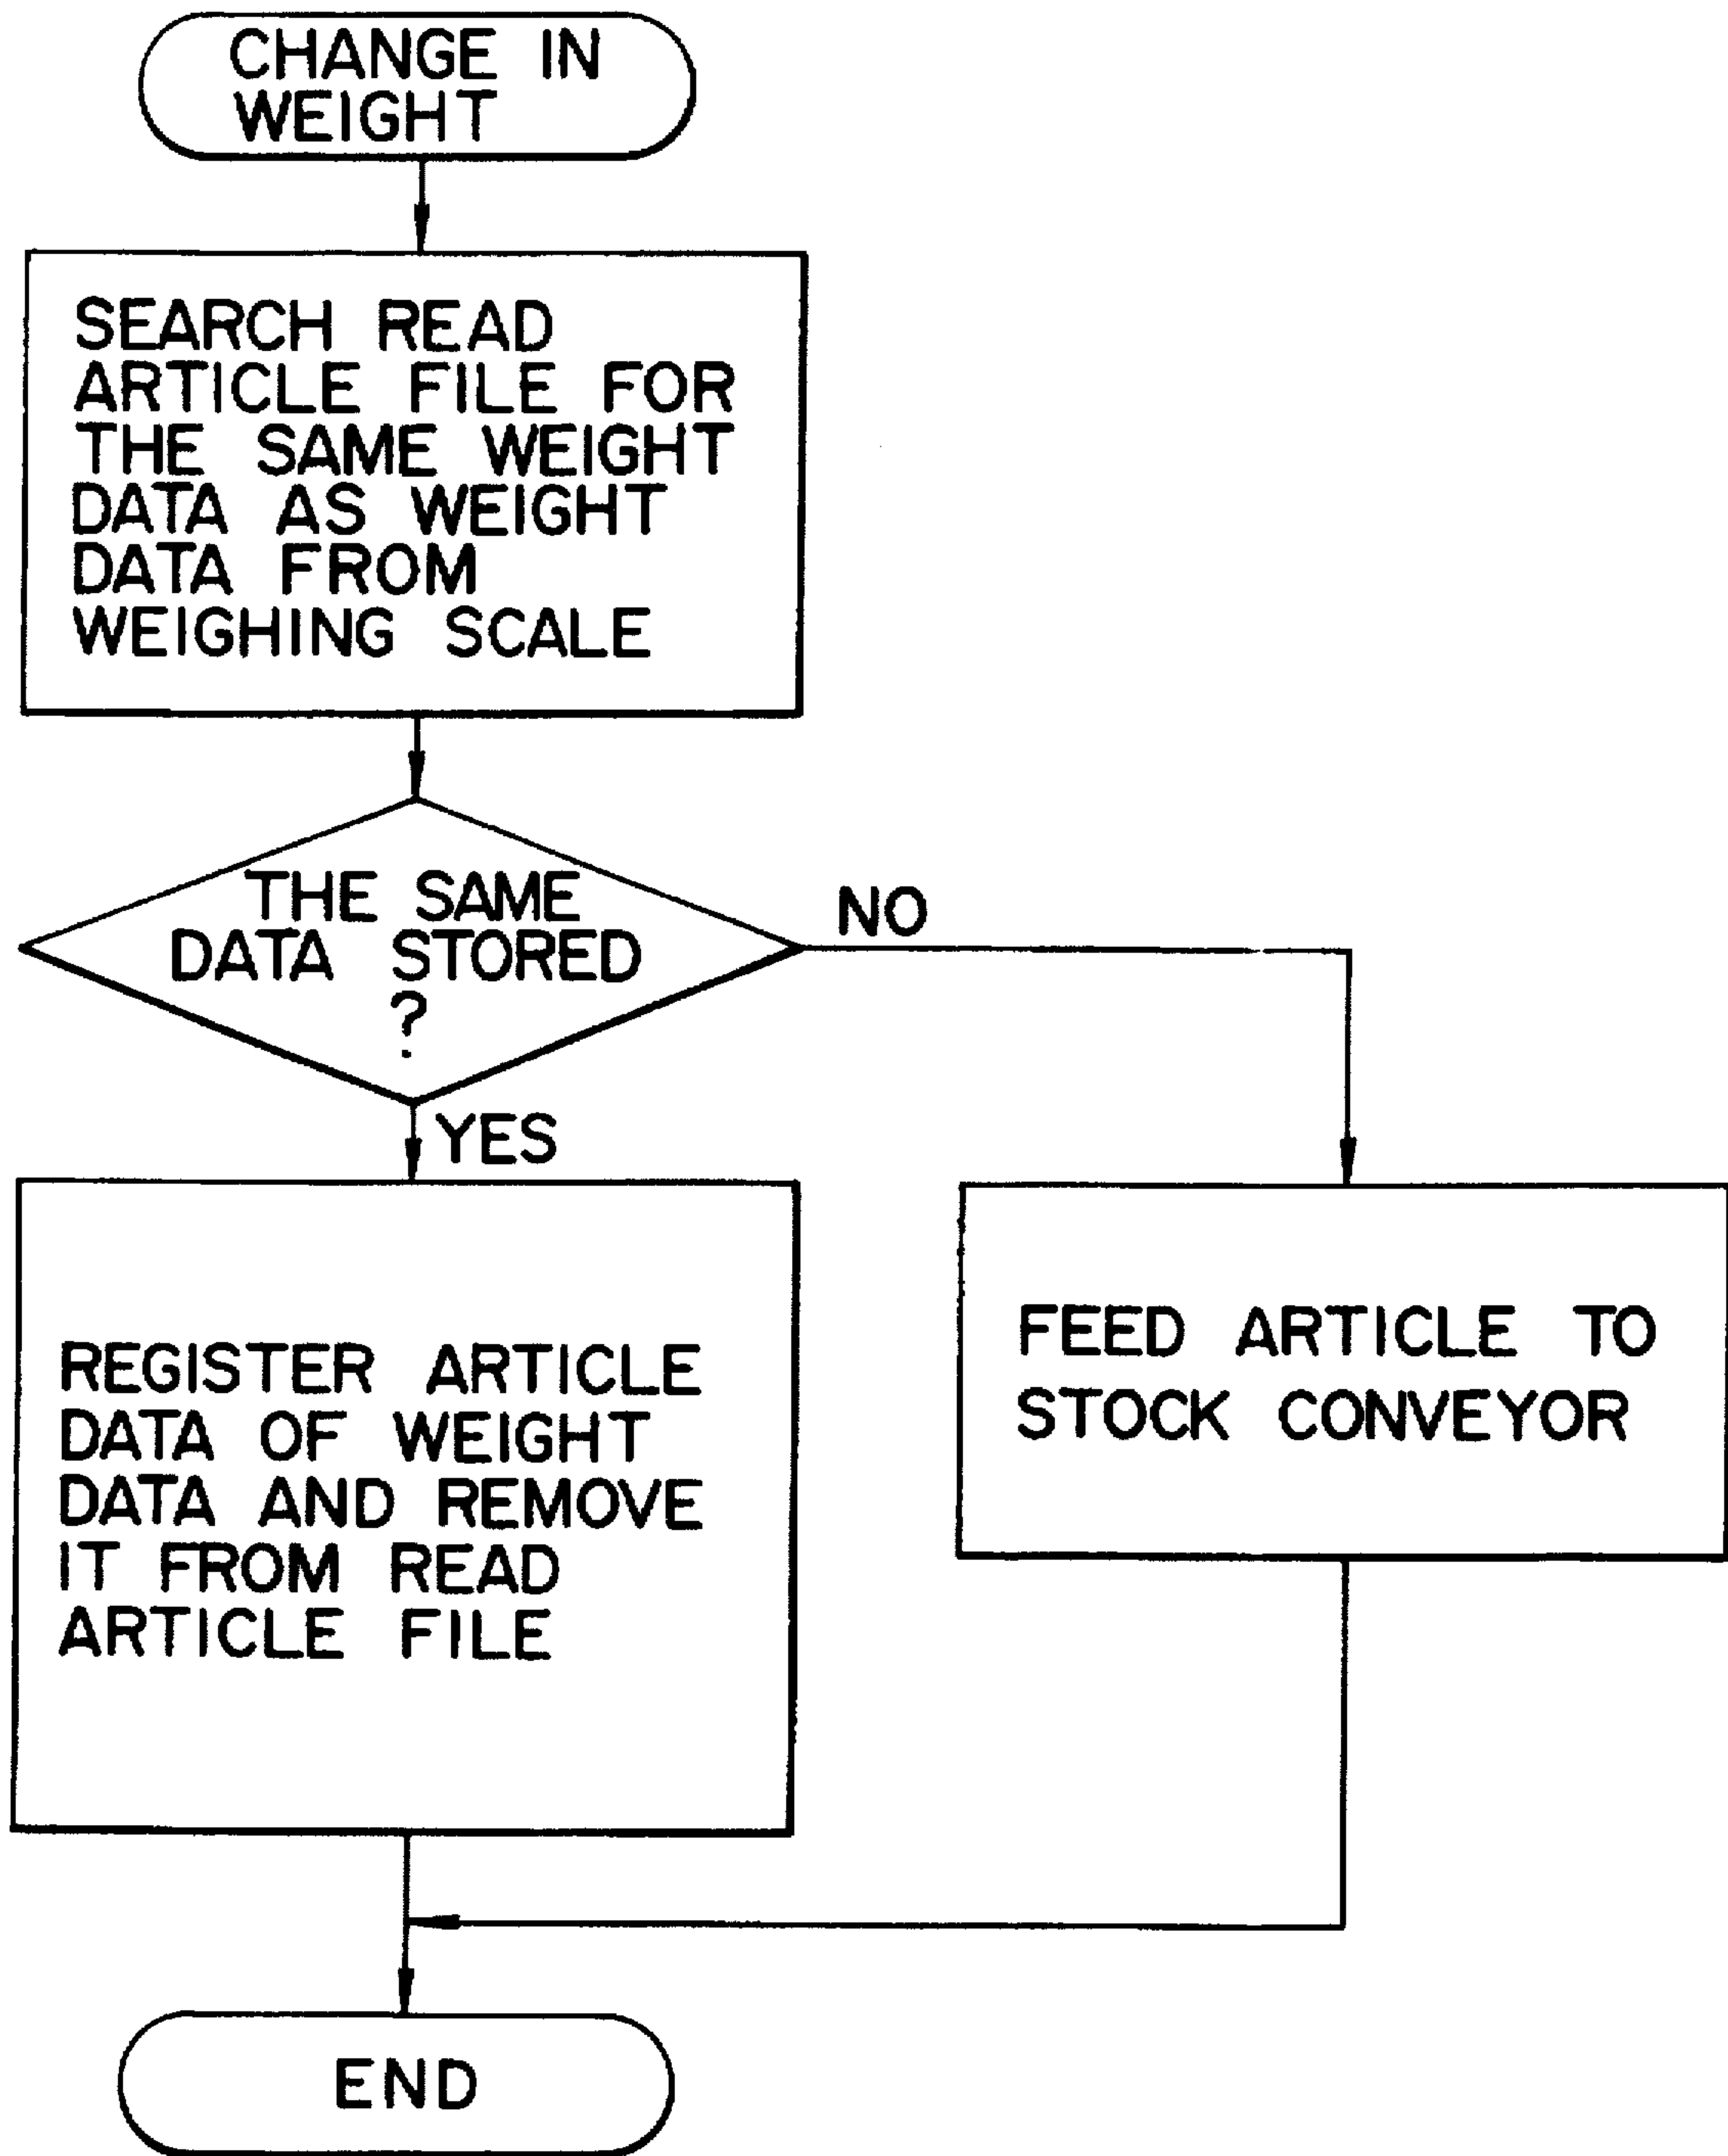 CHANGE IN
WEIGHT
SEARCH READ
ARTICLE FILE FOR
THE SAME WEIGHT
DATA AS WEIGHT
DATA FROM
WEIGHING SCALE
THE SAME
DATA STORED
?
NO
YES
REGISTER ARTICLE
DATA OF WEIGHT
DATA AND REMOVE
IT FROM READ
ARTICLE FILE
FEED ARTICLE TO
STOCK CONVEYOR
END